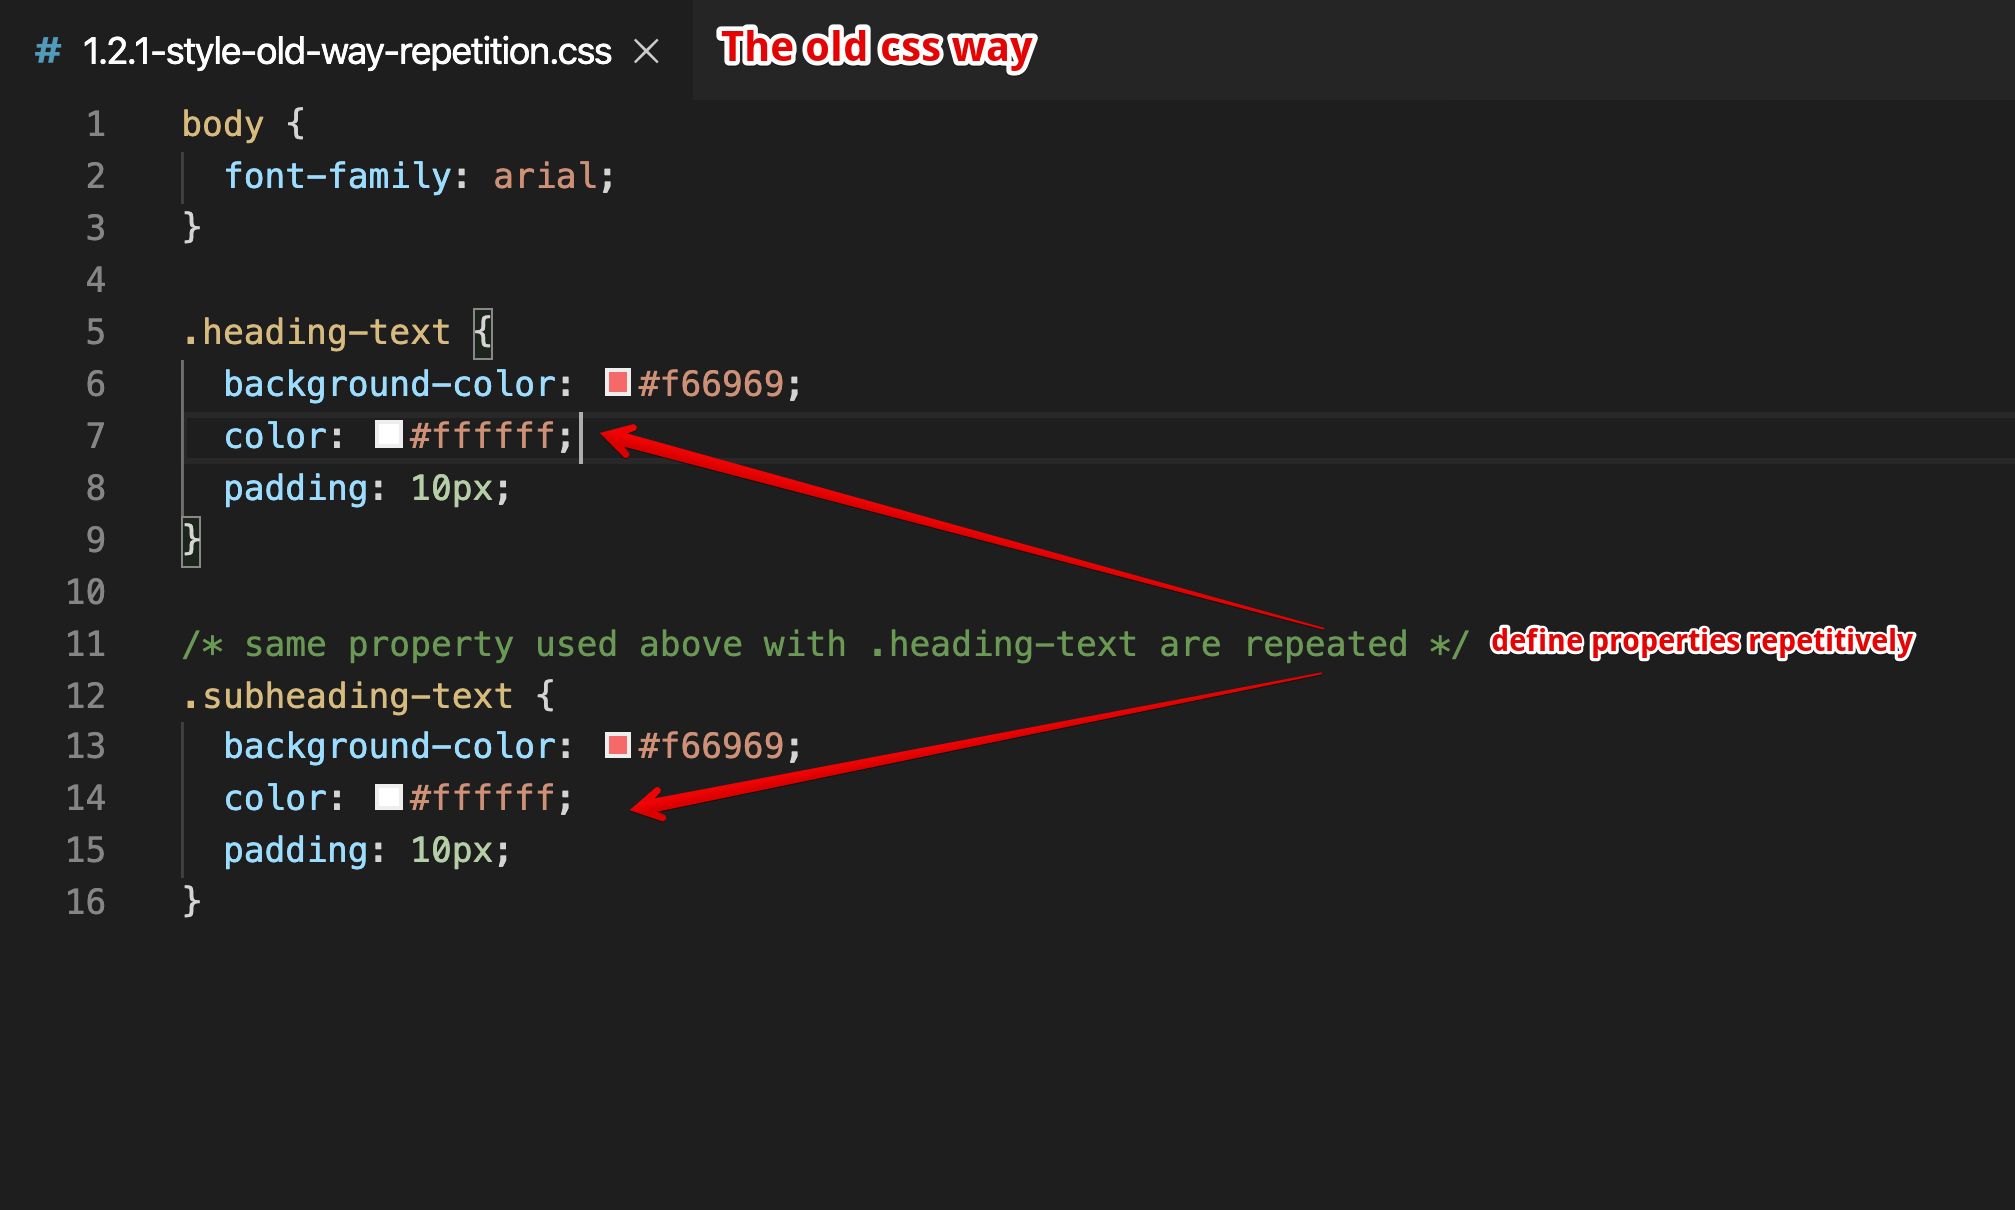 # 1.2.1-style-old-way-repetition.css × The old css way
1 body {
2 font-family: arial;
3 }
4
5 .heading-text {
6 background-color: #f66969;
7 color: #ffffff;
8 padding: 10px;
9 }
10
11 /* same property used above with .heading-text are repeated */ define properties repetitively
12 .subheading-text {
13 background-color: #f66969;
14 color: #ffffff;
15 padding: 10px;
16 }